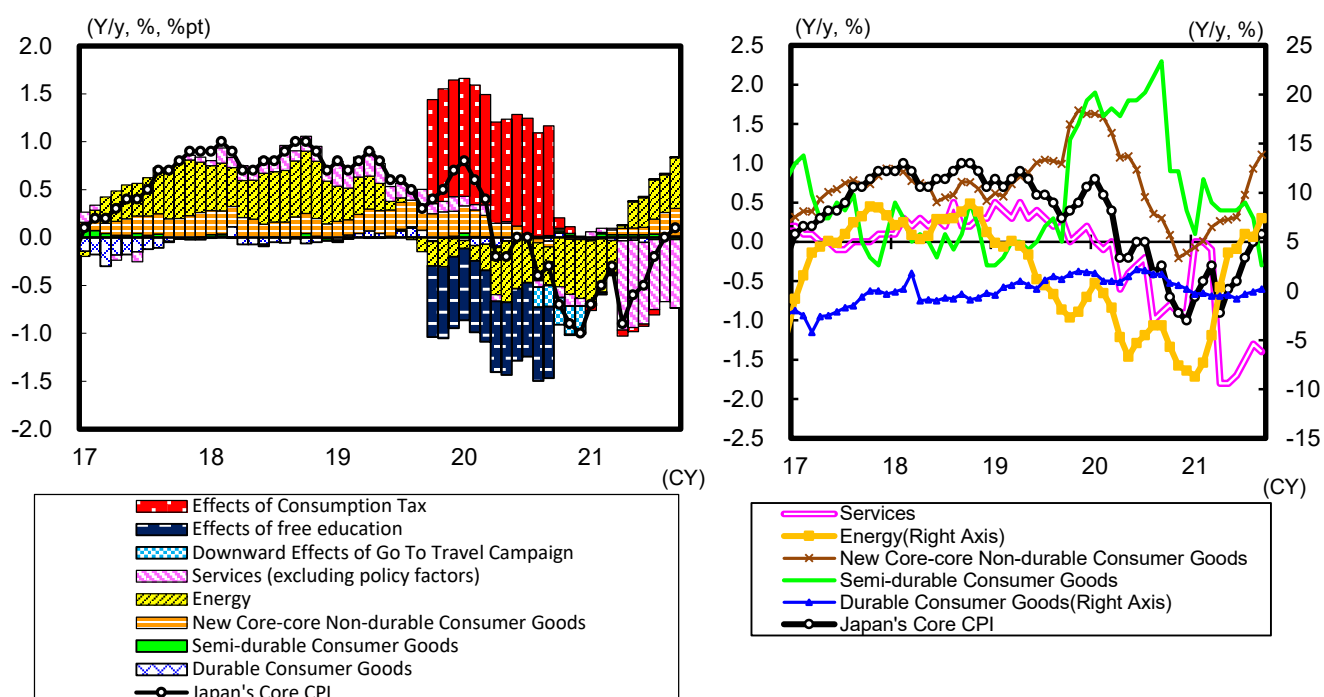 (Y/y, %, %pt)
2.0
1.5
1.0
0.5
0.0
-0.5
-1.0
-1.5
-2.0
17 18 19 20 21
(CY)
Effects of Consumption Tax
Effects of free education
Downward Effects of Go To Travel Campaign
Services (excluding policy factors)
Energy
New Core-core Non-durable Consumer Goods
Semi-durable Consumer Goods
Durable Consumer Goods
Japan's Core CPI
(Y/y, %) (Y/y, %)
2.5 25
2.0 20
1.5 15
1.0 10
0.5 5
0.0 0
-0.5 -5
-1.0 -10
-1.5 -15
-2.0
-2.5
17 18 19 20 21
(CY)
Services
Energy(Right Axis)
New Core-core Non-durable Consumer Goods
Semi-durable Consumer Goods
Durable Consumer Goods(Right Axis)
Japan's Core CPI